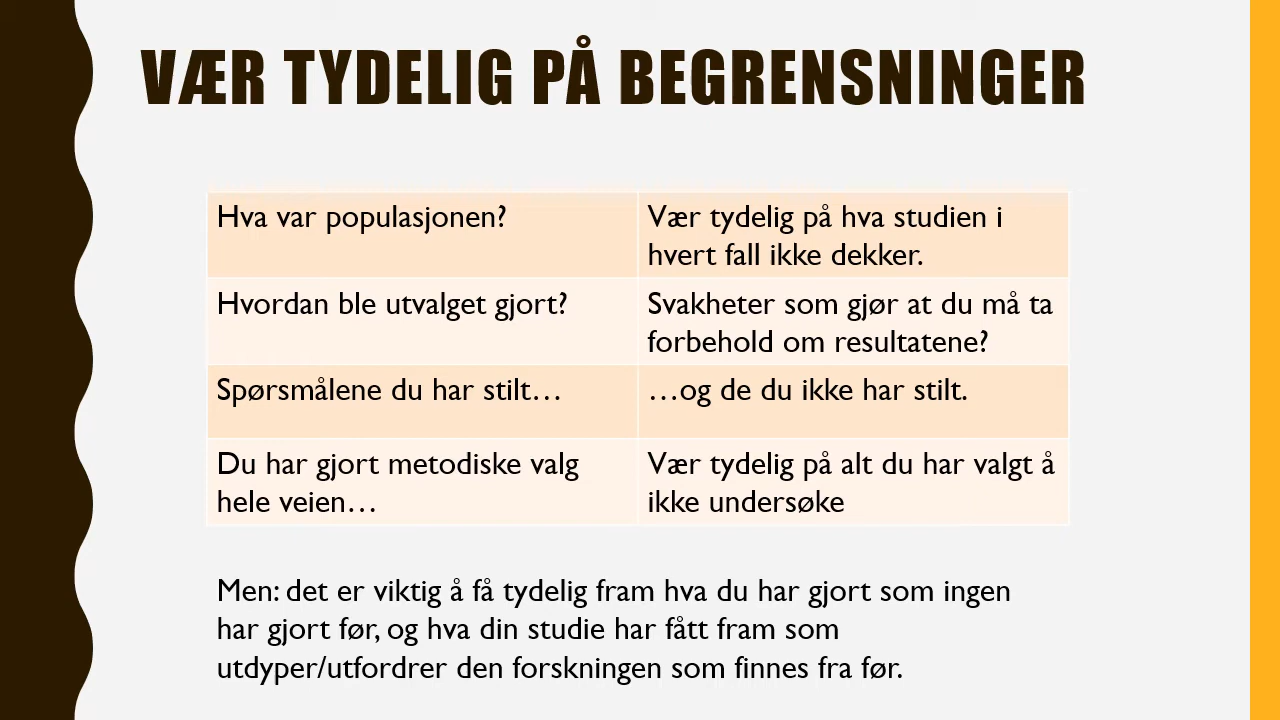 VÆR TYDELIG PÅ BEGRENSNINGER
Hva var populasjonen?
Vær tydelig på hva studien i
hvert fall ikke dekker.
Hvordan ble utvalget gjort?
Svakheter som gjør at du må ta
forbehold om resultatene?
Spørsmålene du har stilt…
…og de du ikke har stilt.
Du har gjort metodiske valg
hele veien…
Vær tydelig på alt du har valgt å
ikke undersøke
Men: det er viktig å få tydelig fram hva du har gjort som ingen
har gjort før, og hva din studie har fått fram som
utdyper/utfordrer den forskningen som finnes fra før.